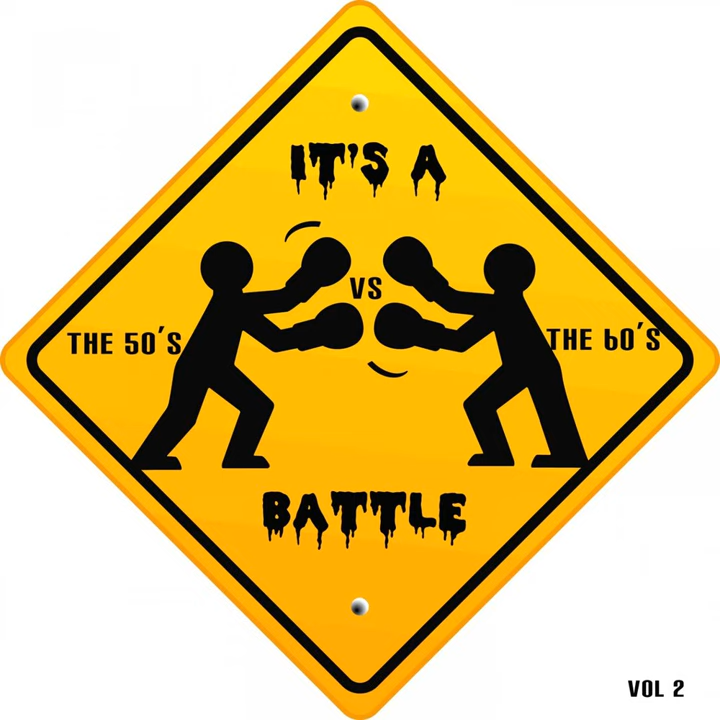 IT'S A
VS
THE 50'S
THE 60'S
BATTLE
VOL 2